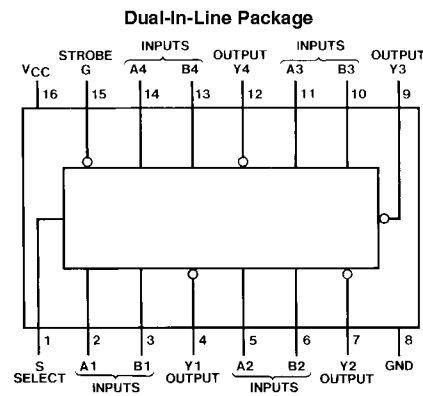 Dual-In-Line Package
STROBE INPUTS OUTPUT INPUTS OUTPUT
VCC G A4 B4 Y4 A3 B3 Y3
16 15 14 13 12 11 10 9
1 2 3 4 5 6 7 8
S A1 B1 Y1 A2 B2 Y2 GND
SELECT INPUTS OUTPUT INPUTS OUTPUT